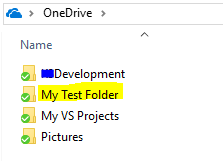 OneDrive
Name
Development
My Test Folder
My VS Projects
Pictures